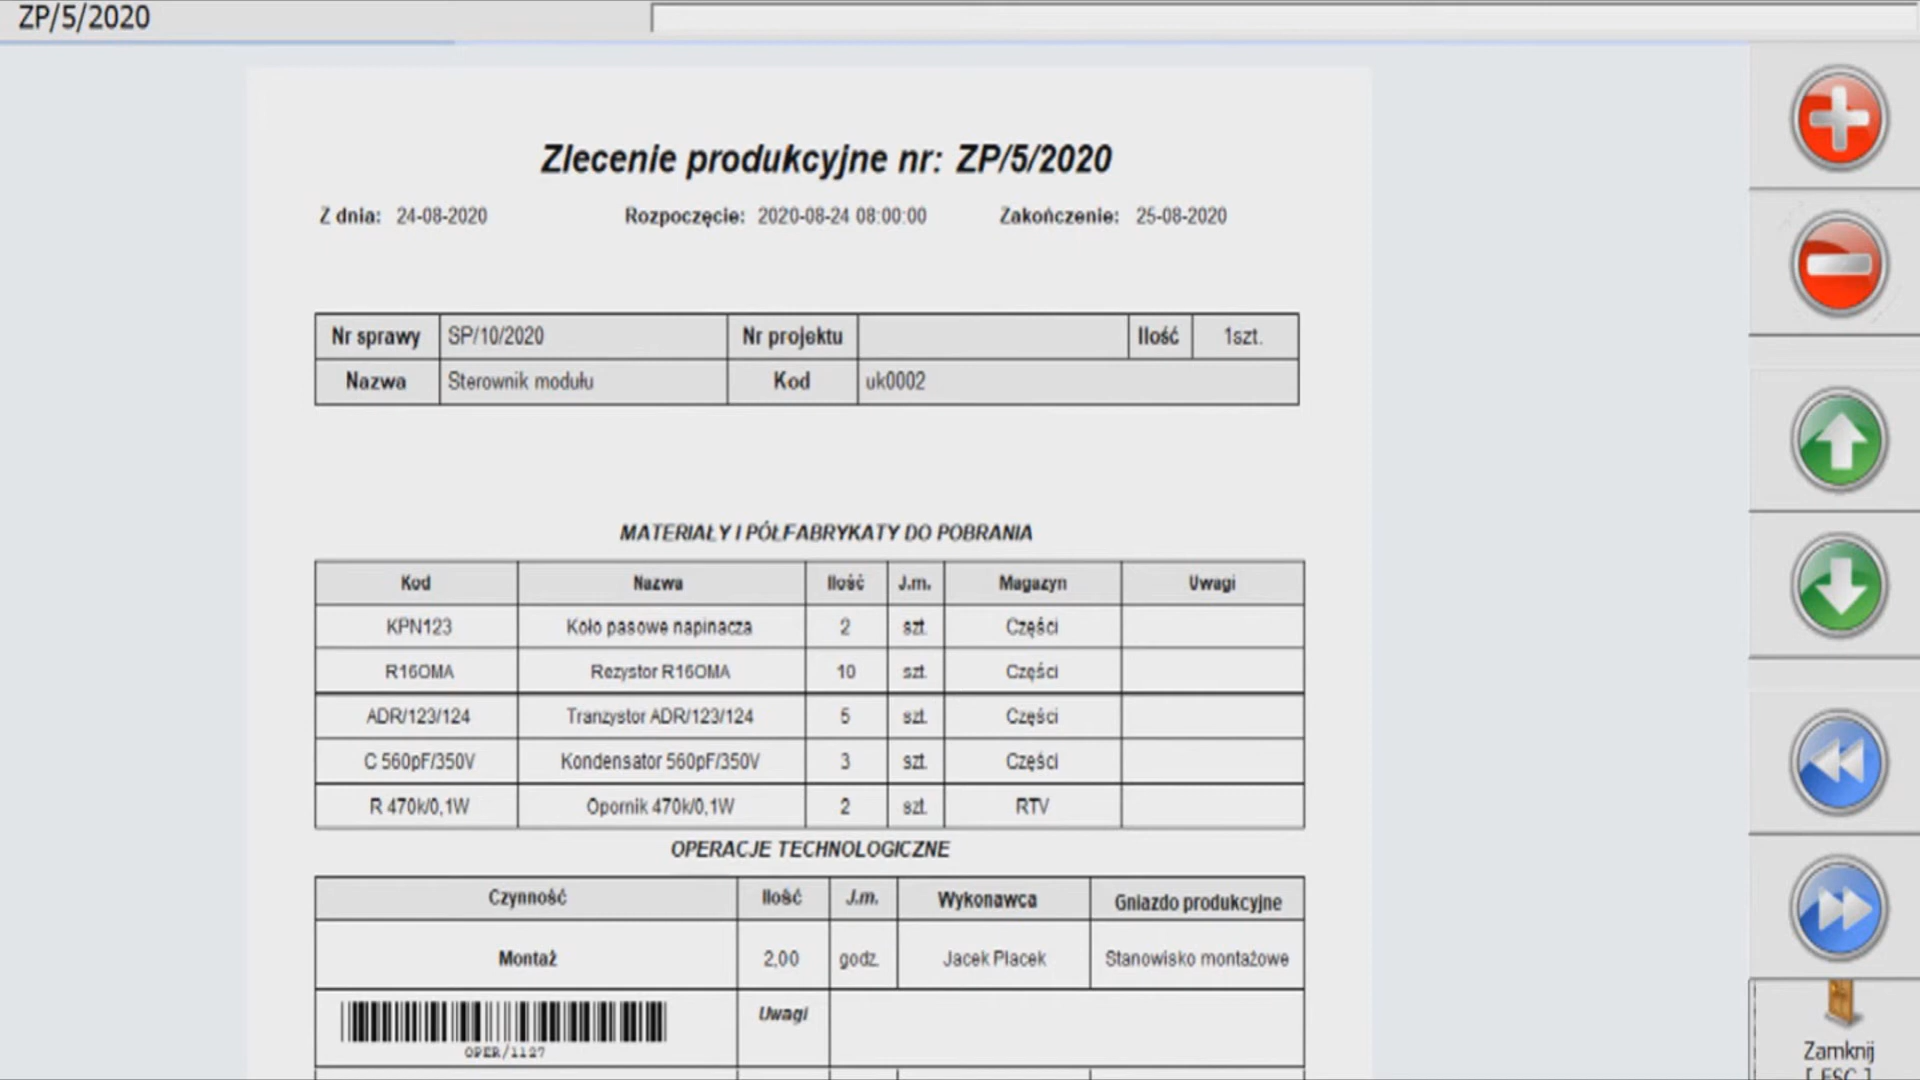 ZP/5/2020
Zlecenie produkcyjne nr: ZP/5/2020
Z dnia: 24-08-2020 Rozpoczęcie: 2020-08-24 08:00:00 Zakończenie: 25-08-2020
Nr sprawy SP/10/2020 Nr projektu Ilość 1szt.
Nazwa Sterownik modułu Kod uk0002
MATERIAŁY I PÓŁFABRYKATY DO POBRANIA
Kod Nazwa Ilość J.m. Magazyn Uwagi
KPN123 Koło pasowe napinacza 2 szt. Części
R16OMA Rezystor R16OMA 10 szt. Części
ADR/123/124 Tranzystor ADR/123/124 5 szt. Części
C 560pF/350V Kondensator 560pF/350V 3 szt. Części
R 470k/0,1W Opornik 470k/0,1W 2 szt. RTV
OPERACJE TECHNOLOGICZNE
Czynność Ilość J.m. Wykonawca Gniazdo produkcyjne
Montaż 2,00 godz. Jacek Placek Stanowisko montażowe
OPER/1127 Uwagi
Zamknij
[ ESC ]